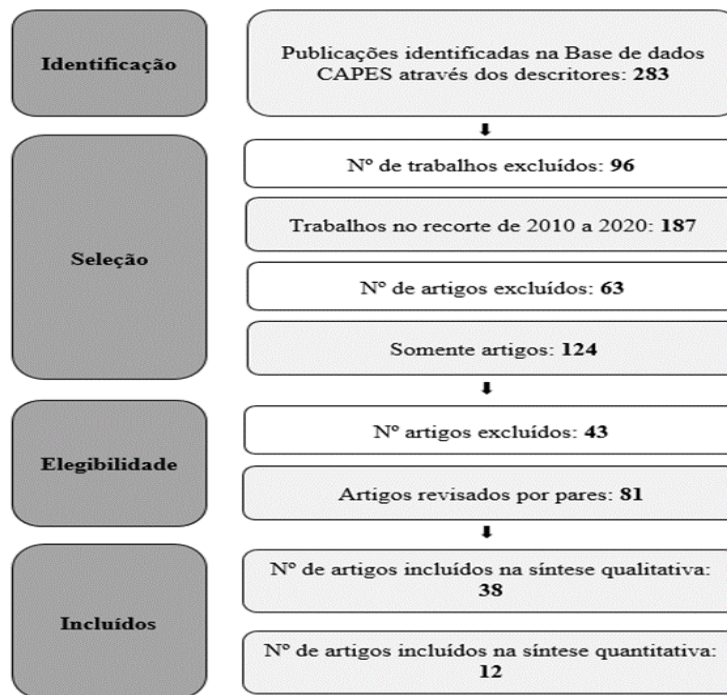 Identificação
Publicações identificadas na Base de dados
CAPES através dos descritores: 283
Seleção
Nº de trabalhos excluídos: 96
Trabalhos no recorte de 2010 a 2020: 187
Nº de artigos excluídos: 63
Somente artigos: 124
Elegibilidade
Nº artigos excluídos: 43
Artigos revisados por pares: 81
Incluídos
Nº de artigos incluídos na síntese qualitativa:
38
Nº de artigos incluídos na síntese quantitativa:
12